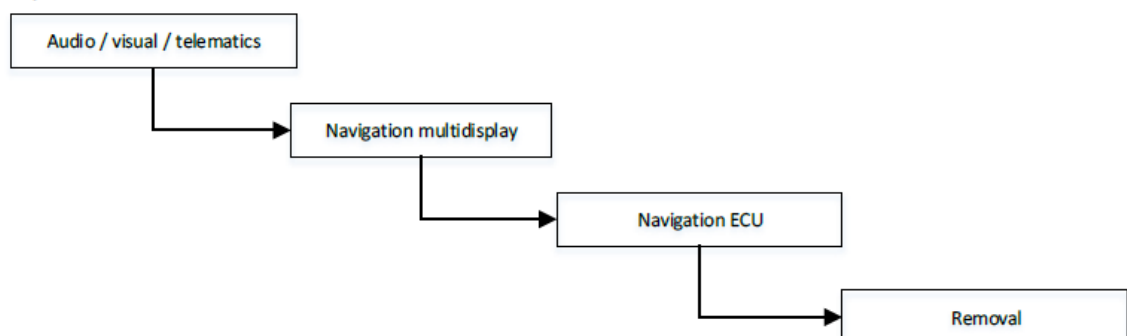 Audio / visual / telematics
Navigation multidisplay
Navigation ECU
Removal